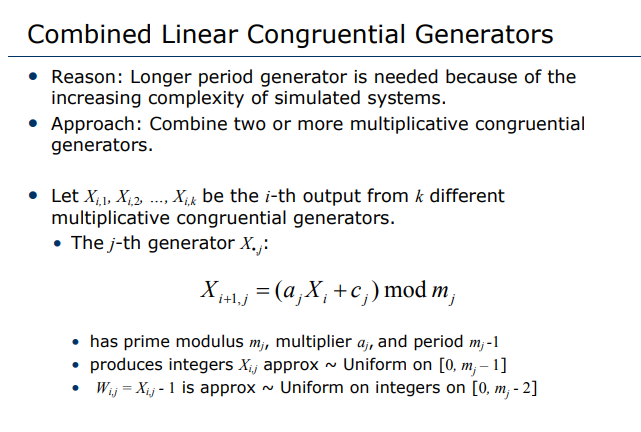 Combined Linear Congruential Generators
• Reason: Longer period generator is needed because of the
increasing complexity of simulated systems.
• Approach: Combine two or more multiplicative congruential
generators.
• Let X_{i,1}, X_{i,2}, ..., X_{i,k} be the i-th output from k different
multiplicative congruential generators.
• The j-th generator X_{•,j}:
X_{i+1,j} = (a_j X_i + c_j) mod m_j
• has prime modulus m_j, multiplier a_j, and period m_j-1
• produces integers X_{i,j} approx ~ Uniform on [0, m_j – 1]
• W_{i,j} = X_{i,j} - 1 is approx ~ Uniform on integers on [0, m_j - 2]